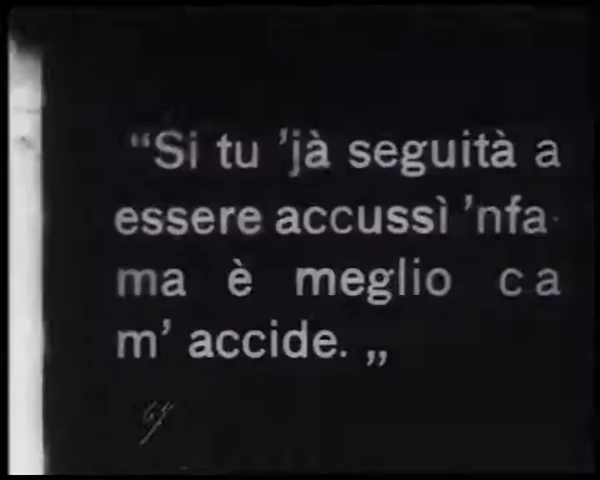 “Si tu 'jà seguità a
essere accussì 'nfa-
ma è meglio ca
m' accide. „